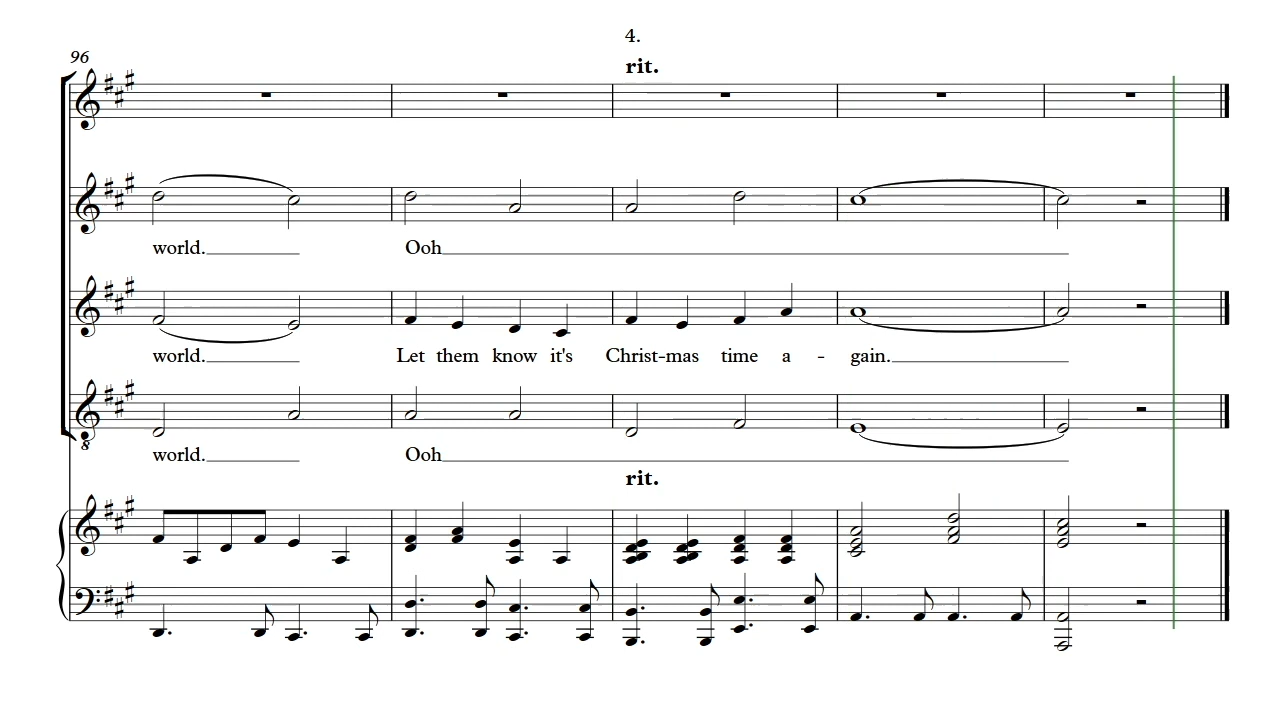 4.
96
rit.
world. Ooh
world. Let them know it's Christ-mas time a - gain.
8
world. Ooh
rit.